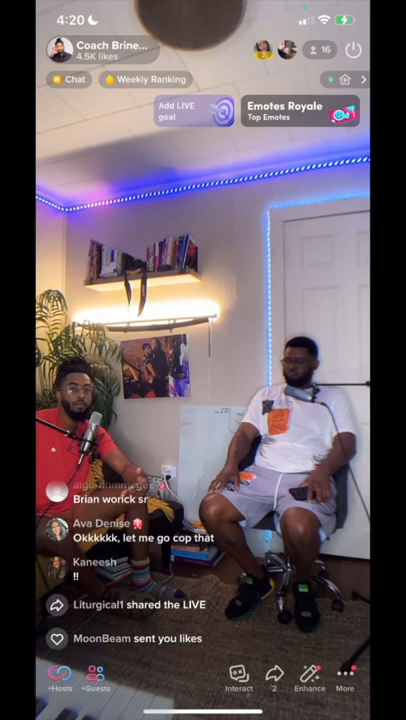 4:20
Coach Brine...
4.5K likes
16
Chat
Weekly Ranking
Add LIVE
goal
Emotes Royale
Top Emotes
Brian worick sr
Ava Denise
Okkkkkk, let me go cop that
Kaneesh
!!
Liturgical1 shared the LIVE
MoonBeam sent you likes
+Hosts
+Guests
Interact
2
Enhance
More